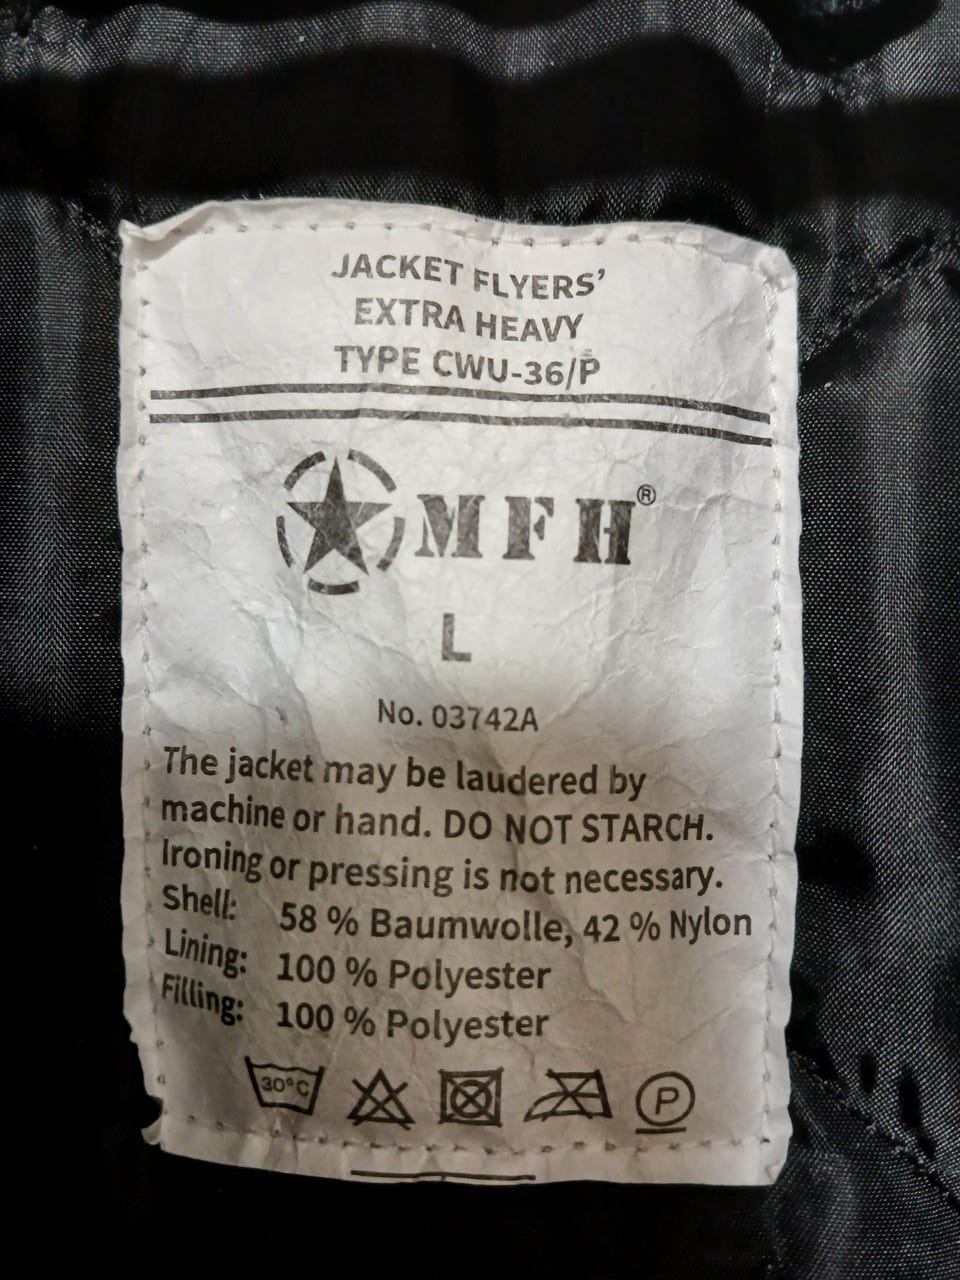 JACKET FLYERS’
EXTRA HEAVY
TYPE CWU-36/P
MFH®
L
No. 03742A
The jacket may be laudered by
machine or hand. DO NOT STARCH.
Ironing or pressing is not necessary.
Shell: 58 % Baumwolle, 42 % Nylon
Lining: 100 % Polyester
Filling: 100 % Polyester
30°C P